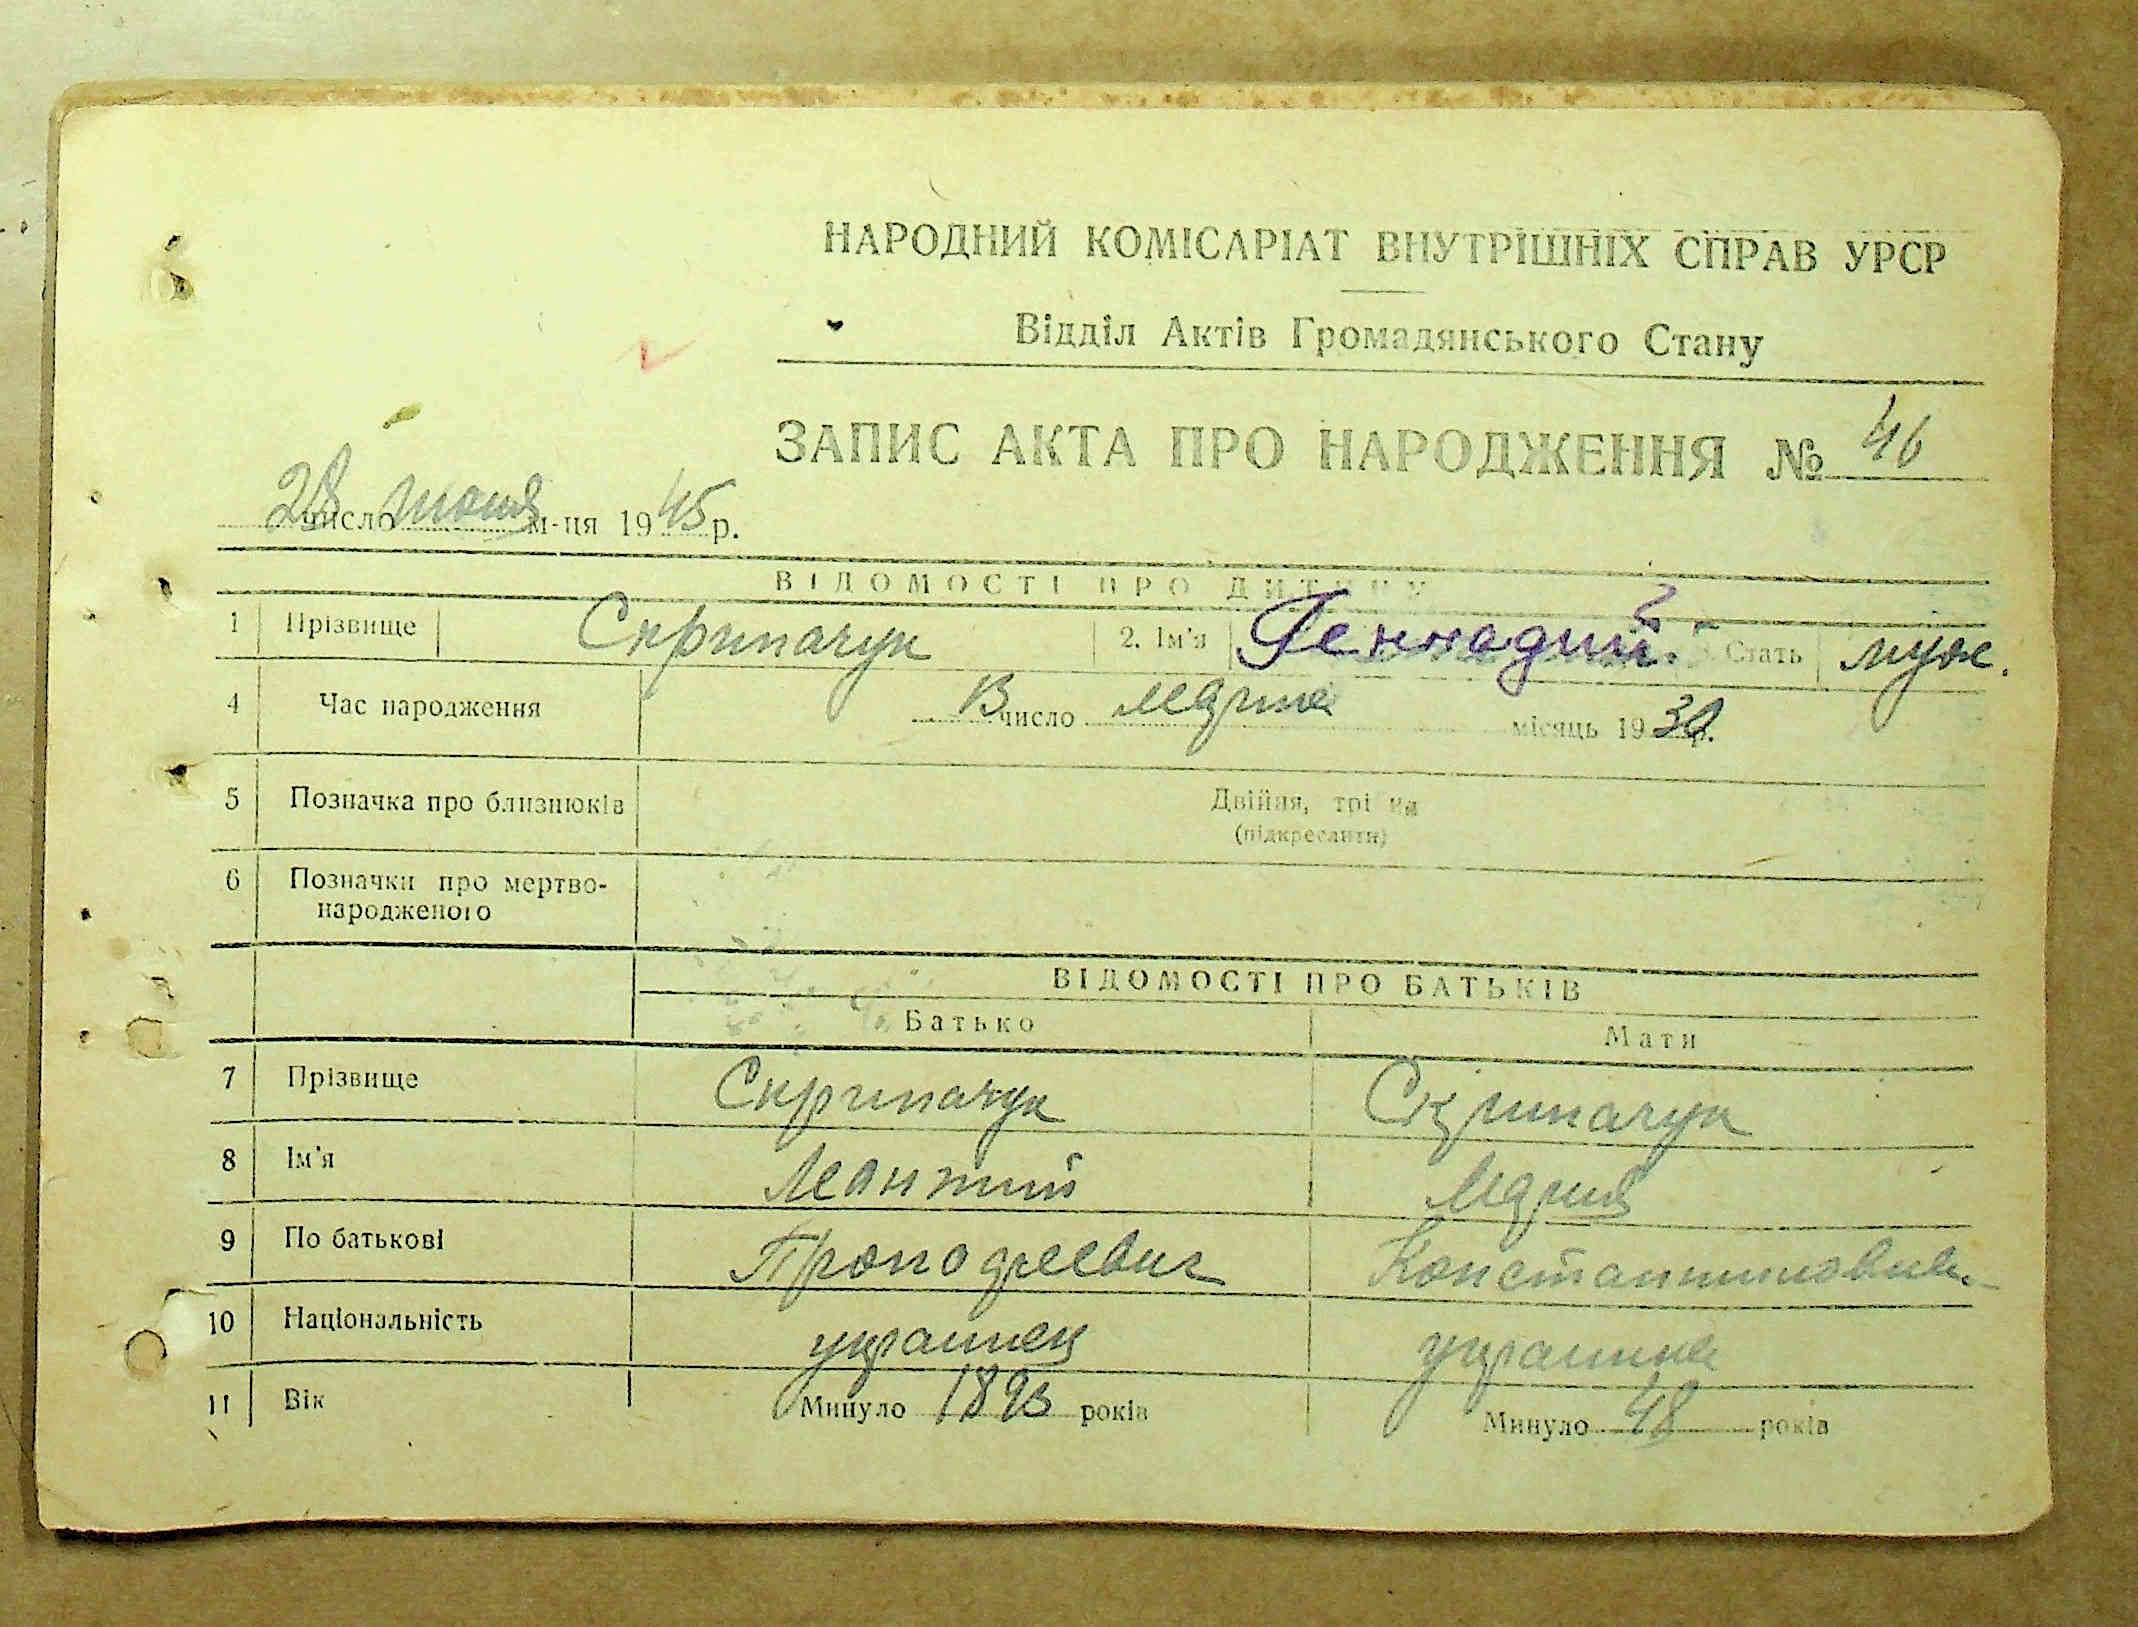 НАРОДНИЙ КОМІСАРІАТ ВНУТРІШНІХ СПРАВ УРСР
Відділ Актів Громадянського Стану
ЗАПИС АКТА ПРО НАРОДЖЕННЯ № 46
28 число июня м-ця 1945 р.
ВІДОМОСТІ ПРО ДИТИНУ
1 Прізвище Скрипачук 2. Ім'я Геннадий 3. Стать муж.
4 Час народження число марта місяць 1930 р.
5 Позначка про близнюків Двійня, трійня
(підкреслити)
6 Позначки про мертво-
народженого
ВІДОМОСТІ ПРО БАТЬКІВ
Батько Мати
7 Прізвище Скрипачук Скрипачук
8 Ім'я Леонтий Мария
9 По батькові Константиновна
10 Національність украинец украинка
11 Вік Минуло 1893 років Минуло 48 років